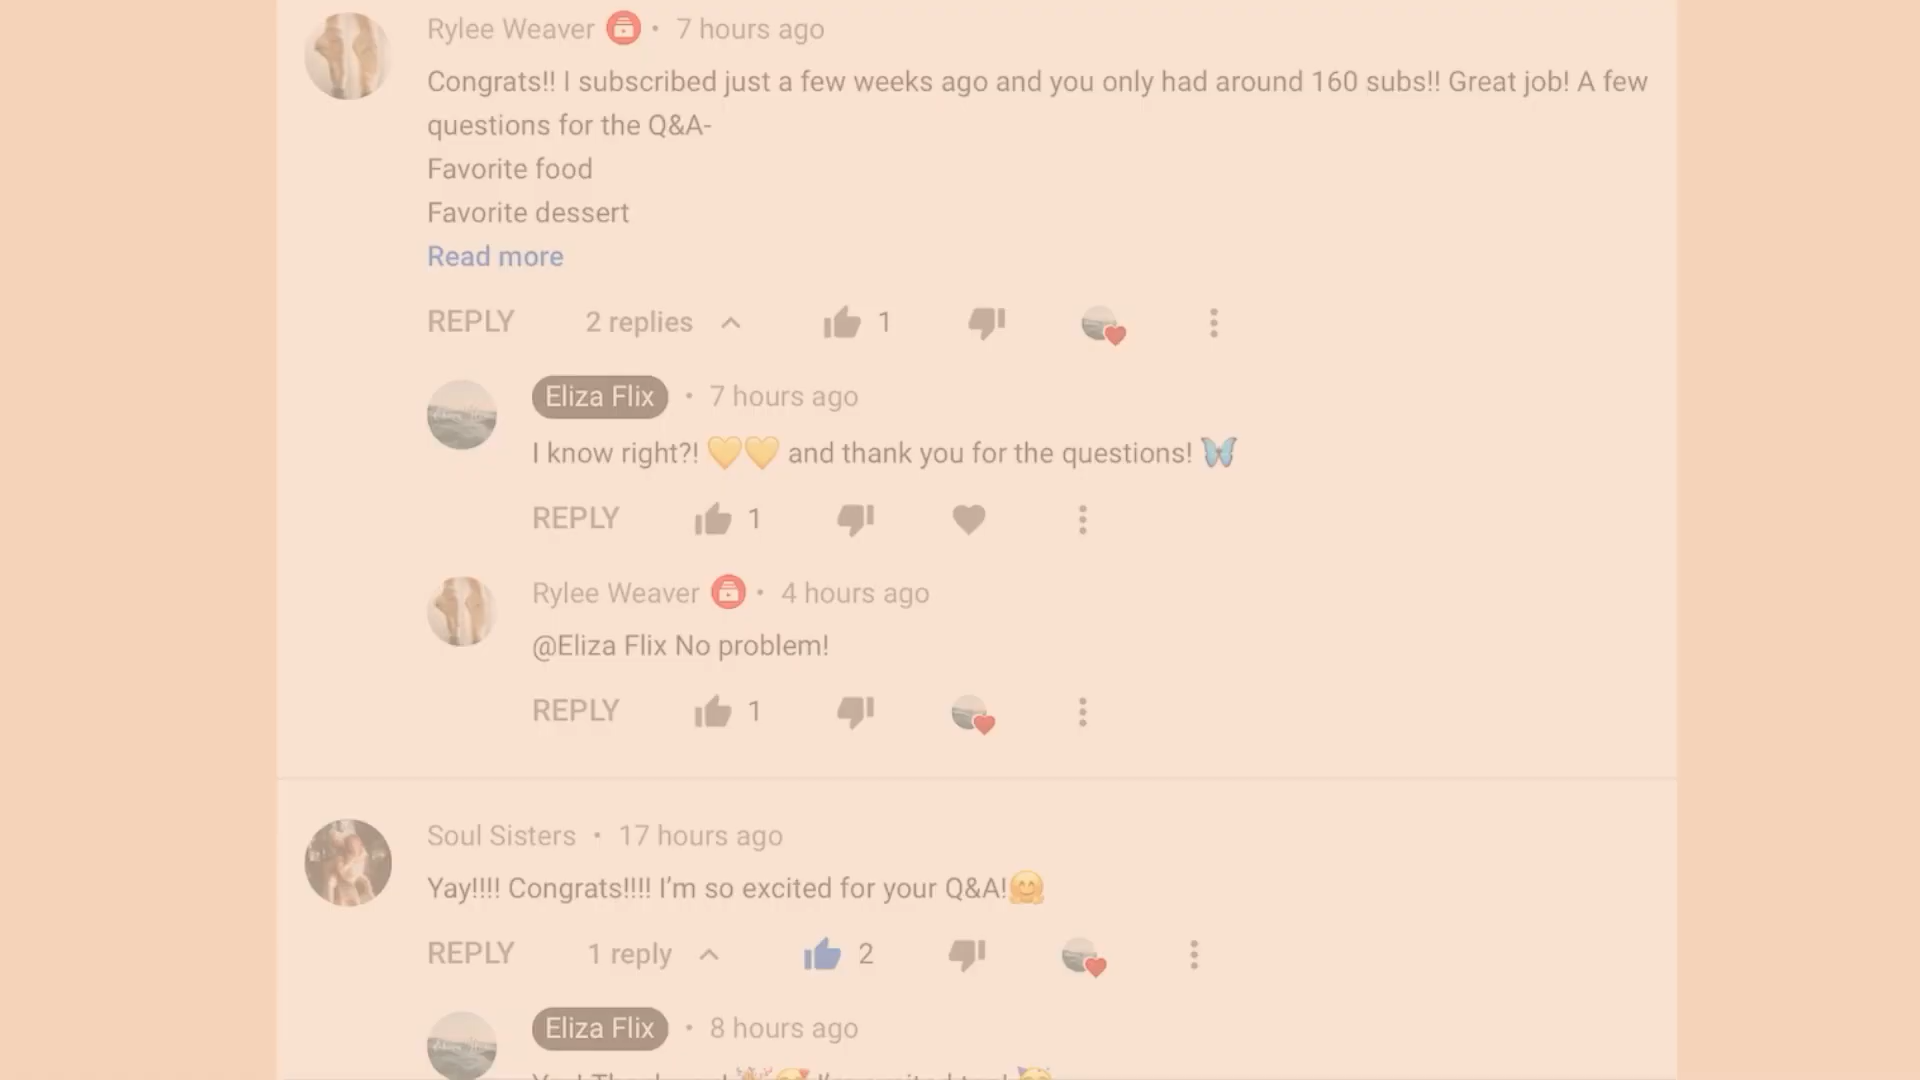 Rylee Weaver • 7 hours ago
Congrats!! I subscribed just a few weeks ago and you only had around 160 subs!! Great job! A few
questions for the Q&A-
Favorite food
Favorite dessert
Read more
REPLY 2 replies 1
Eliza Flix • 7 hours ago
I know right?! 💛💛 and thank you for the questions! 🦋
REPLY 1
Rylee Weaver • 4 hours ago
@Eliza Flix No problem!
REPLY 1
Soul Sisters • 17 hours ago
Yay!!!! Congrats!!!! I’m so excited for your Q&A!🤗
REPLY 1 reply 2
Eliza Flix • 8 hours ago